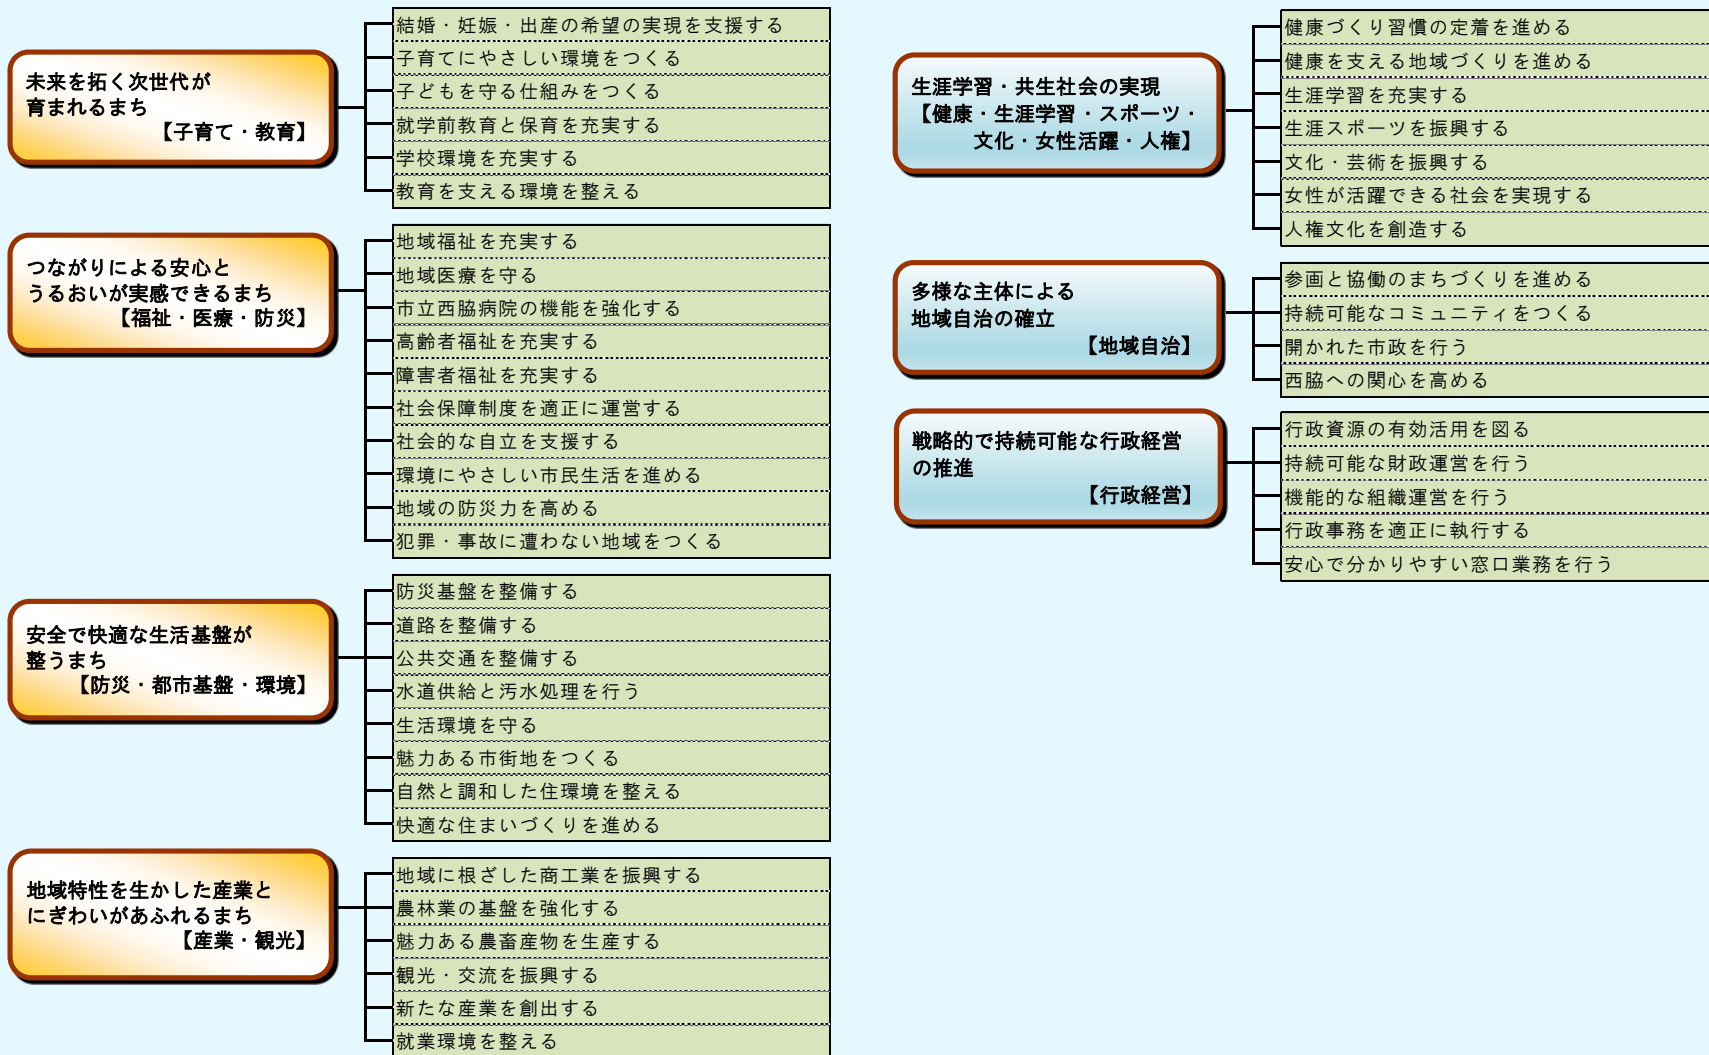 未来を拓く次世代が
育まれるまち
【子育て・教育】
結婚・妊娠・出産の希望の実現を支援する
子育てにやさしい環境をつくる
子どもを守る仕組みをつくる
就学前教育と保育を充実する
学校環境を充実する
教育を支える環境を整える
つながりによる安心と
うるおいが実感できるまち
【福祉・医療・防災】
地域福祉を充実する
地域医療を守る
市立西脇病院の機能を強化する
高齢者福祉を充実する
障害者福祉を充実する
社会保障制度を適正に運営する
社会的な自立を支援する
環境にやさしい市民生活を進める
地域の防災力を高める
犯罪・事故に遭わない地域をつくる
安全で快適な生活基盤が
整うまち
【防災・都市基盤・環境】
防災基盤を整備する
道路を整備する
公共交通を整備する
水道供給と汚水処理を行う
生活環境を守る
魅力ある市街地をつくる
自然と調和した住環境を整える
快適な住まいづくりを進める
地域特性を生かした産業と
にぎわいがあふれるまち
【産業・観光】
地域に根ざした商工業を振興する
農林業の基盤を強化する
魅力ある農畜産物を生産する
観光・交流を振興する
新たな産業を創出する
就業環境を整える
生涯学習・共生社会の実現
【健康・生涯学習・スポーツ・
文化・女性活躍・人権】
健康づくり習慣の定着を進める
健康を支える地域づくりを進める
生涯学習を充実する
生涯スポーツを振興する
文化・芸術を振興する
女性が活躍できる社会を実現する
人権文化を創造する
多様な主体による
地域自治の確立
【地域自治】
参画と協働のまちづくりを進める
持続可能なコミュニティをつくる
開かれた市政を行う
西脇への関心を高める
戦略的で持続可能な行政経営
の推進
【行政経営】
行政資源の有効活用を図る
持続可能な財政運営を行う
機能的な組織運営を行う
行政事務を適正に執行する
安心で分かりやすい窓口業務を行う